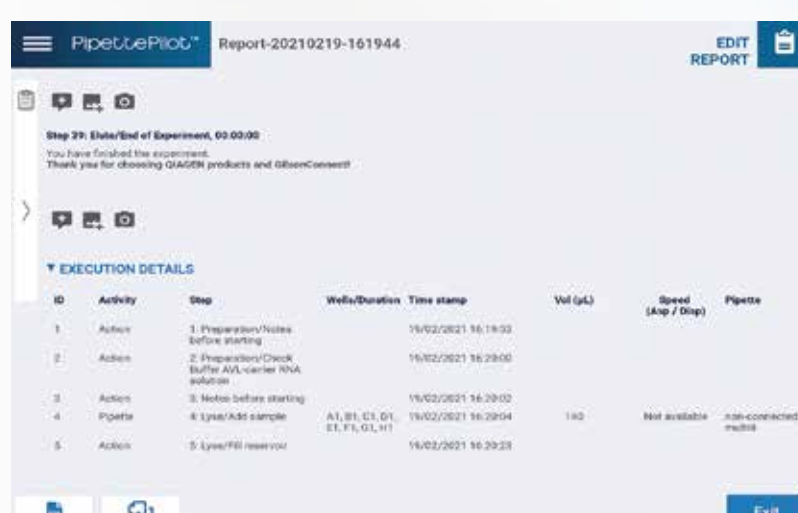 PipettePilot™
Report-20210219-161944
EDIT
REPORT
Step 29: Elute/End of Experiment, 00:00:00
You have finished the experiment.
Thank you for choosing QIAGEN products and GilsonConnect!
▼ EXECUTION DETAILS
ID Activity Step Wells/Duration Time stamp Vol (µL) Speed (Asp / Disp) Pipette
1 Action 1: Preparation/Notes 19/02/2021 16:19:53
before starting
2 Action 2: Preparation/Check 19/02/2021 16:20:00
Buffer AVL-carrier RNA
solution
3 Action 3: Notes before starting 19/02/2021 16:20:02
4 Pipette 4: Lyse/Add sample A1, B1, C1, D1, 19/02/2021 16:20:04 140 Not available non-connected
E1, F1, G1, H1 multi8
5 Action 5: Lyse/Fill reservoir 19/02/2021 16:20:23
Exit